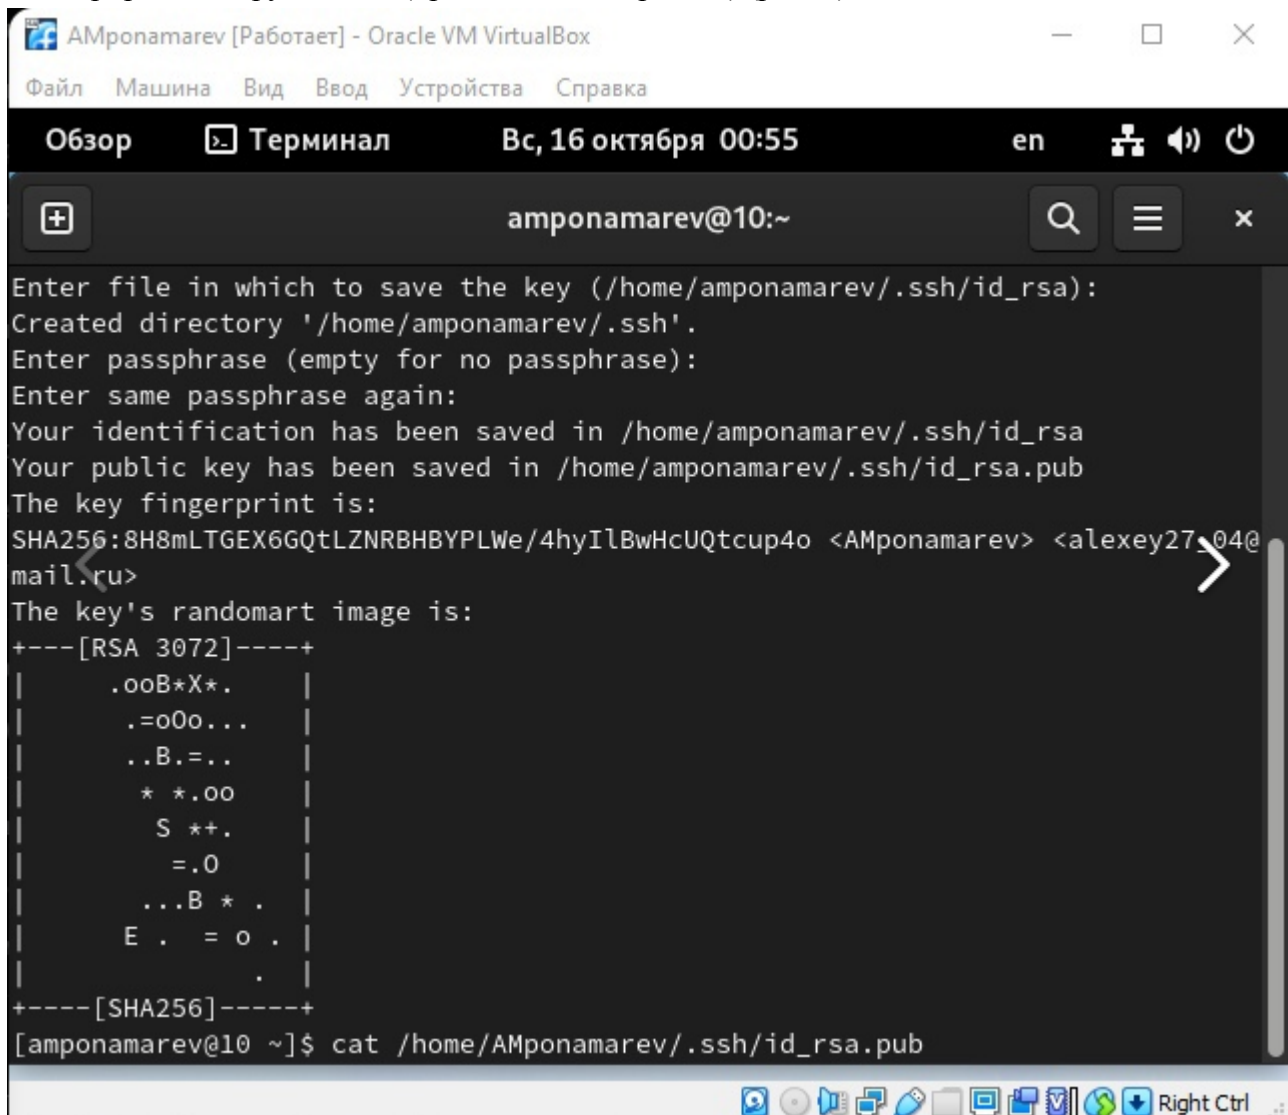 AMponamarev [Работает] - Oracle VM VirtualBox
Файл Машина Вид Ввод Устройства Справка
Обзор Терминал Вс, 16 октября 00:55 en
amponamarev@10:~
Enter file in which to save the key (/home/amponamarev/.ssh/id_rsa):
Created directory '/home/amponamarev/.ssh'.
Enter passphrase (empty for no passphrase):
Enter same passphrase again:
Your identification has been saved in /home/amponamarev/.ssh/id_rsa
Your public key has been saved in /home/amponamarev/.ssh/id_rsa.pub
The key fingerprint is:
SHA256:8H8mLTGEX6GQtLZNRBHBYPLWe/4hyIlBwHcUQtcup4o <AMponamarev> <alexey27_04@
mail.ru>
The key's randomart image is:
+---[RSA 3072]----+
|      .ooB*X*.   |
|       .=oOo...  |
|       ..B.=..   |
|        * *.oo   |
|         S *+.   |
|          =.O    |
|        ...B * . |
|       E .  = o .|
|               . |
+----[SHA256]-----+
[amponamarev@10 ~]$ cat /home/AMponamarev/.ssh/id_rsa.pub
Right Ctrl